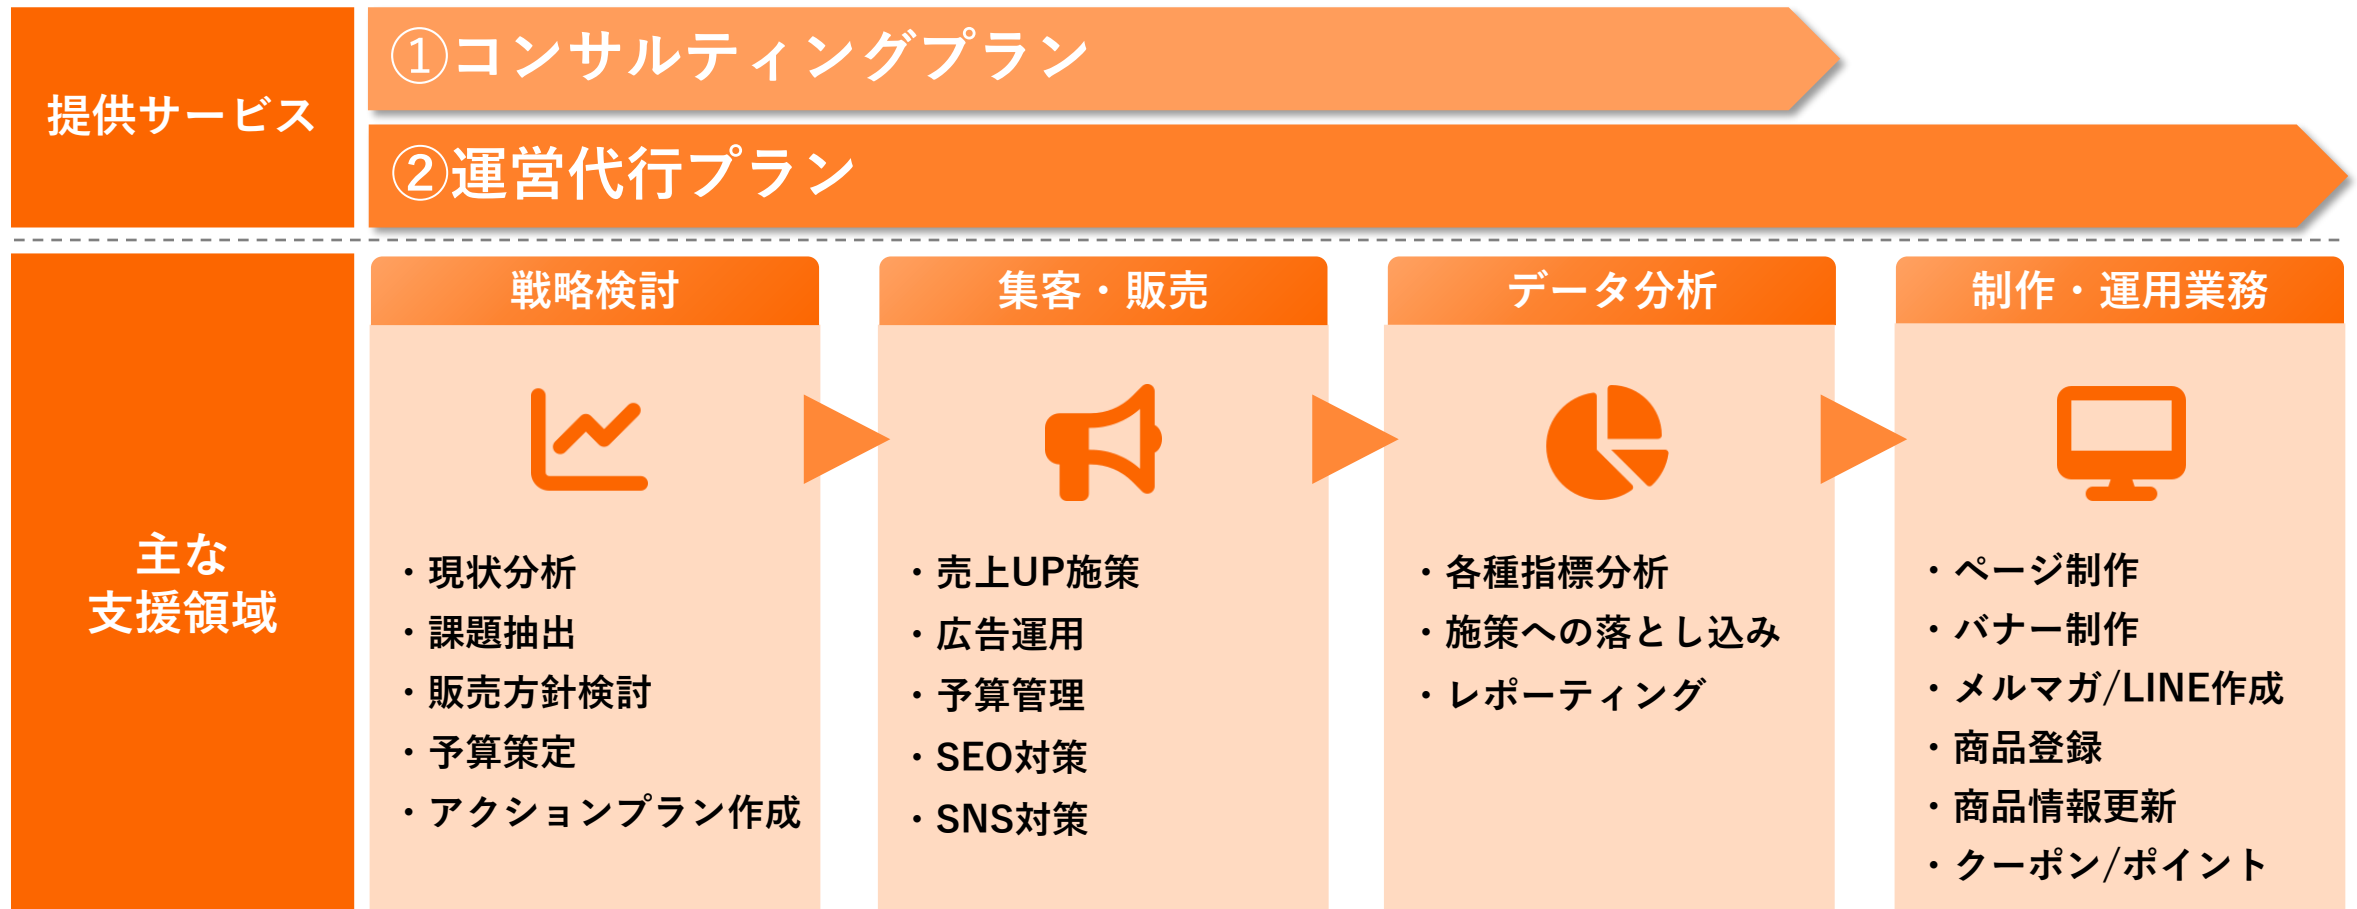 提供サービス
①コンサルティングプラン
②運営代行プラン
主な
支援領域
戦略検討
・現状分析
・課題抽出
・販売方針検討
・予算策定
・アクションプラン作成
集客・販売
・売上UP施策
・広告運用
・予算管理
・SEO対策
・SNS対策
データ分析
・各種指標分析
・施策への落とし込み
・レポーティング
制作・運用業務
・ページ制作
・バナー制作
・メルマガ/LINE作成
・商品登録
・商品情報更新
・クーポン/ポイント